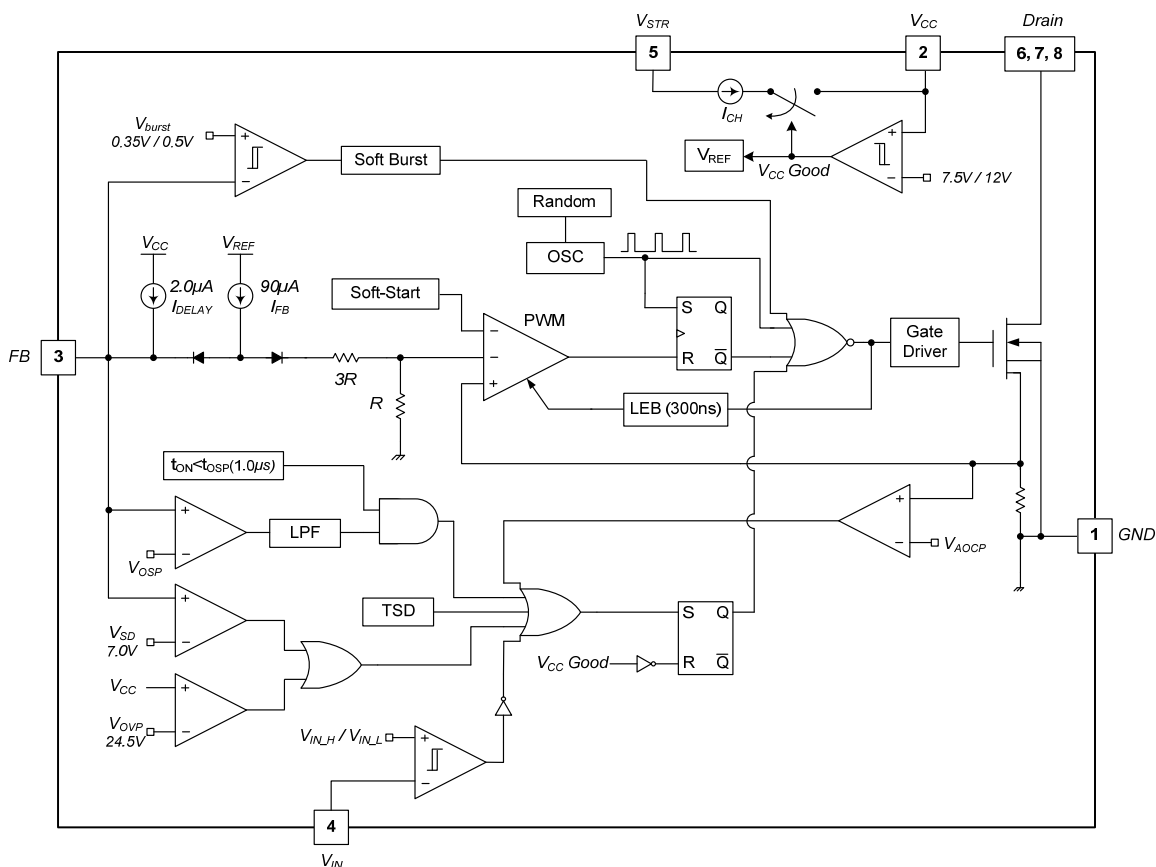 VSTR
VCC
Drain
5
2
6, 7, 8
ICH
Vburst
0.35V / 0.5V
+
−
Soft Burst
VREF
VCC Good
+
−
7.5V / 12V
Random
OSC
VCC
VREF
2.0µA
IDELAY
90µA
IFB
Soft-Start
PWM
−
−
+
S Q
R Q̅
Gate
Driver
FB
3
3R
R
LEB (300ns)
tON<tOSP(1.0µs)
+
−
VOSP
LPF
+
−
VAOCP
1
GND
+
−
VSD
7.0V
TSD
S Q
R Q̅
VCC Good
VCC
+
−
VOVP
24.5V
VIN_H / VIN_L
+
−
4
VIN